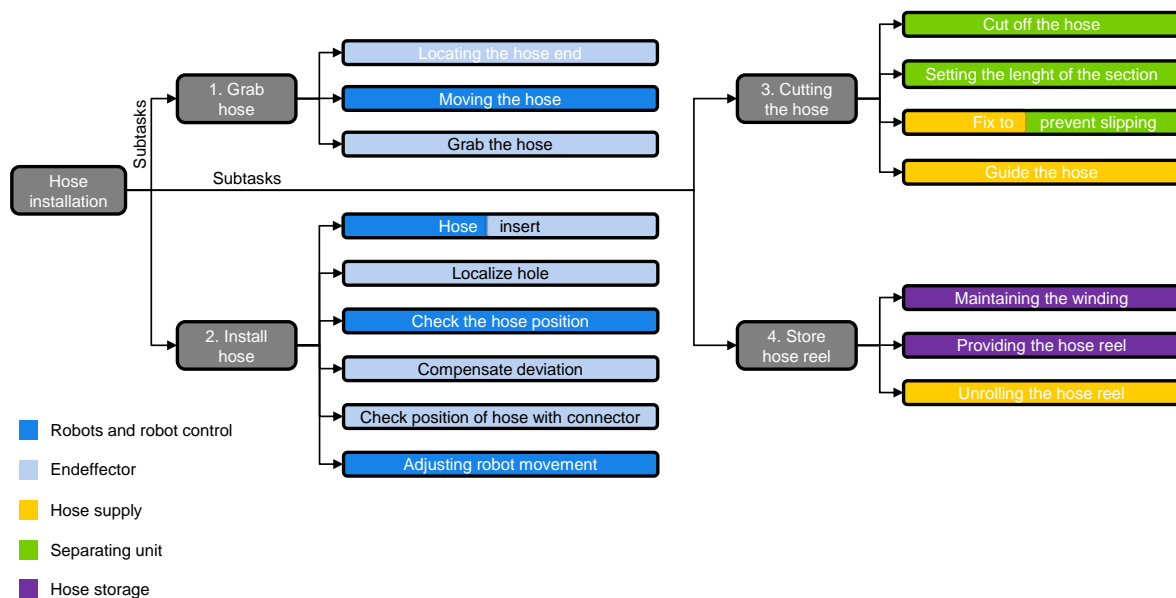 Hose
installation
Subtasks
Subtasks
1. Grab
hose
Locating the hose end
Moving the hose
Grab the hose
2. Install
hose
Hose insert
Localize hole
Check the hose position
Compensate deviation
Check position of hose with connector
Adjusting robot movement
3. Cutting
the hose
Cut off the hose
Setting the lenght of the section
Fix to prevent slipping
Guide the hose
4. Store
hose reel
Maintaining the winding
Providing the hose reel
Unrolling the hose reel
Robots and robot control
Endeffector
Hose supply
Separating unit
Hose storage